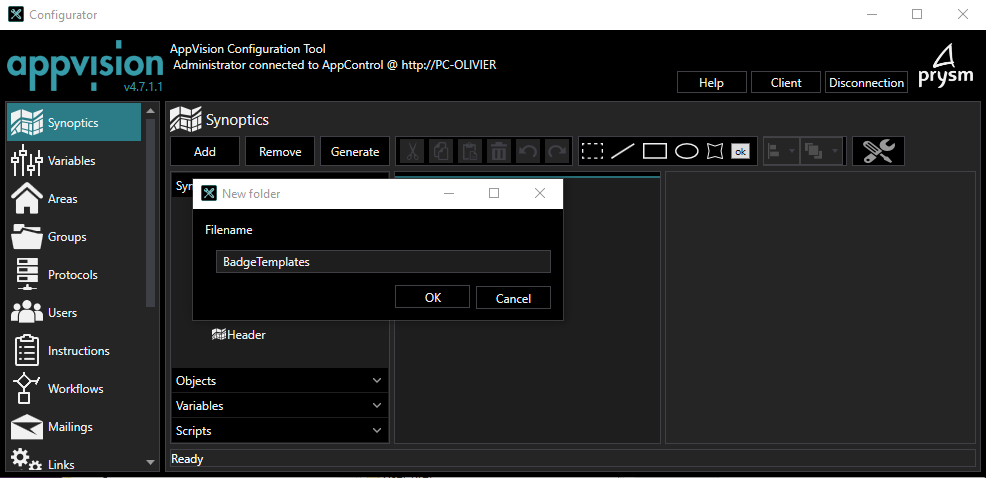 Configurator
appvision
v4.7.1.1
AppVision Configuration Tool
Administrator connected to AppControl @ http://PC-OLIVIER
Help
Client
Disconnection
prysm
Synoptics
Variables
Areas
Groups
Protocols
Users
Instructions
Workflows
Mailings
Links
Synoptics
Add
Remove
Generate
ok
New folder
Filename
BadgeTemplates
OK
Cancel
Header
Objects
Variables
Scripts
Ready